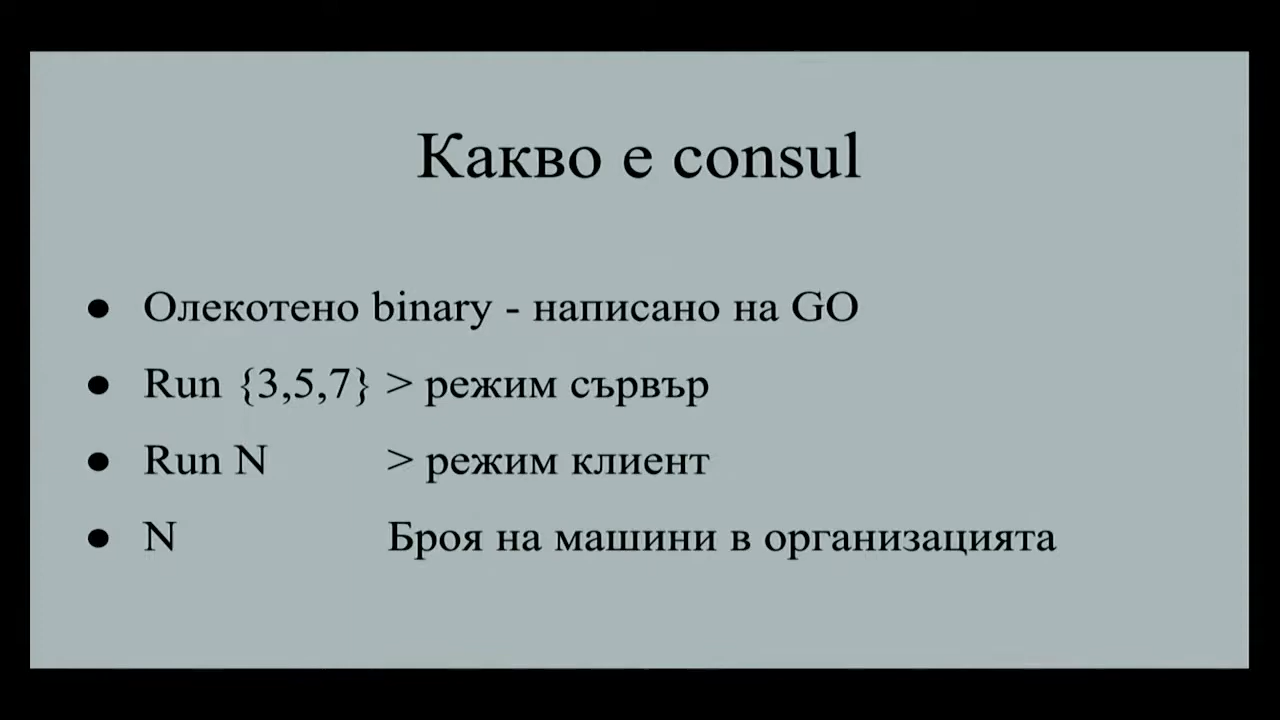 Какво е consul
● Олекотено binary - написано на GO
● Run {3,5,7} > режим сървър
● Run N > режим клиент
● N Броя на машини в организацията